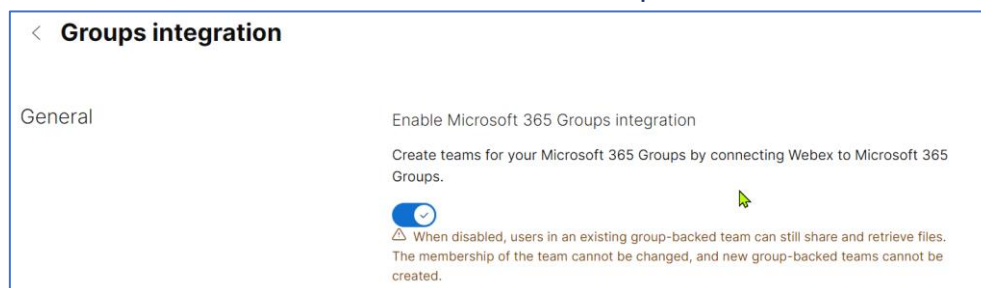 Groups integration
General
Enable Microsoft 365 Groups integration
Create teams for your Microsoft 365 Groups by connecting Webex to Microsoft 365
Groups.
When disabled, users in an existing group-backed team can still share and retrieve files.
The membership of the team cannot be changed, and new group-backed teams cannot be
created.